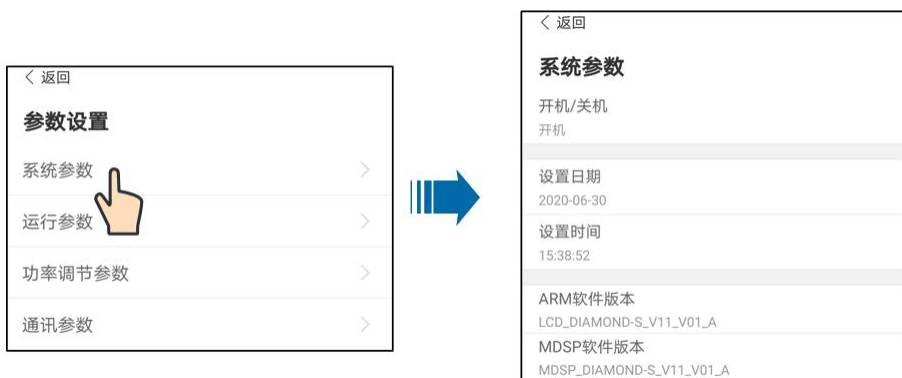 < 返回
参数设置
系统参数
运行参数
功率调节参数
通讯参数
< 返回
系统参数
开机/关机
开机
设置日期
2020-06-30
设置时间
15:38:52
ARM软件版本
LCD_DIAMOND-S_V11_V01_A
MDSP软件版本
MDSP_DIAMOND-S_V11_V01_A